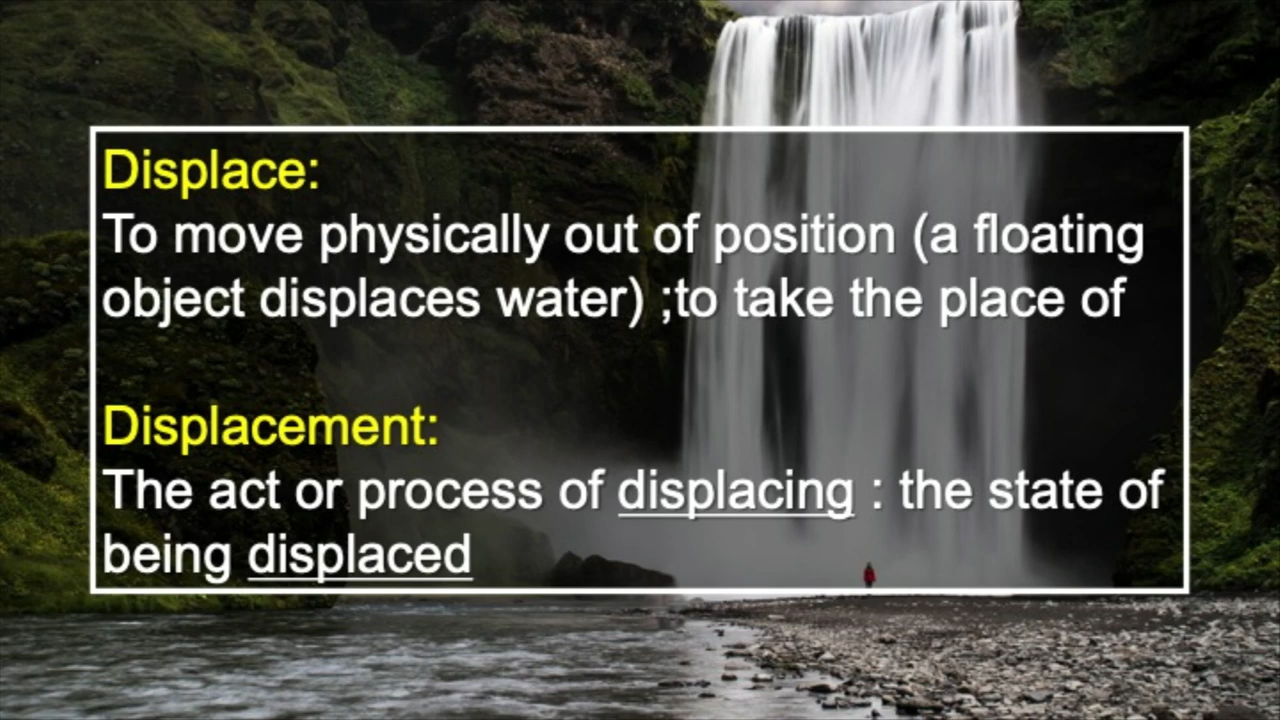 Displace:
To move physically out of position (a floating
object displaces water) ;to take the place of
Displacement:
The act or process of displacing : the state of
being displaced